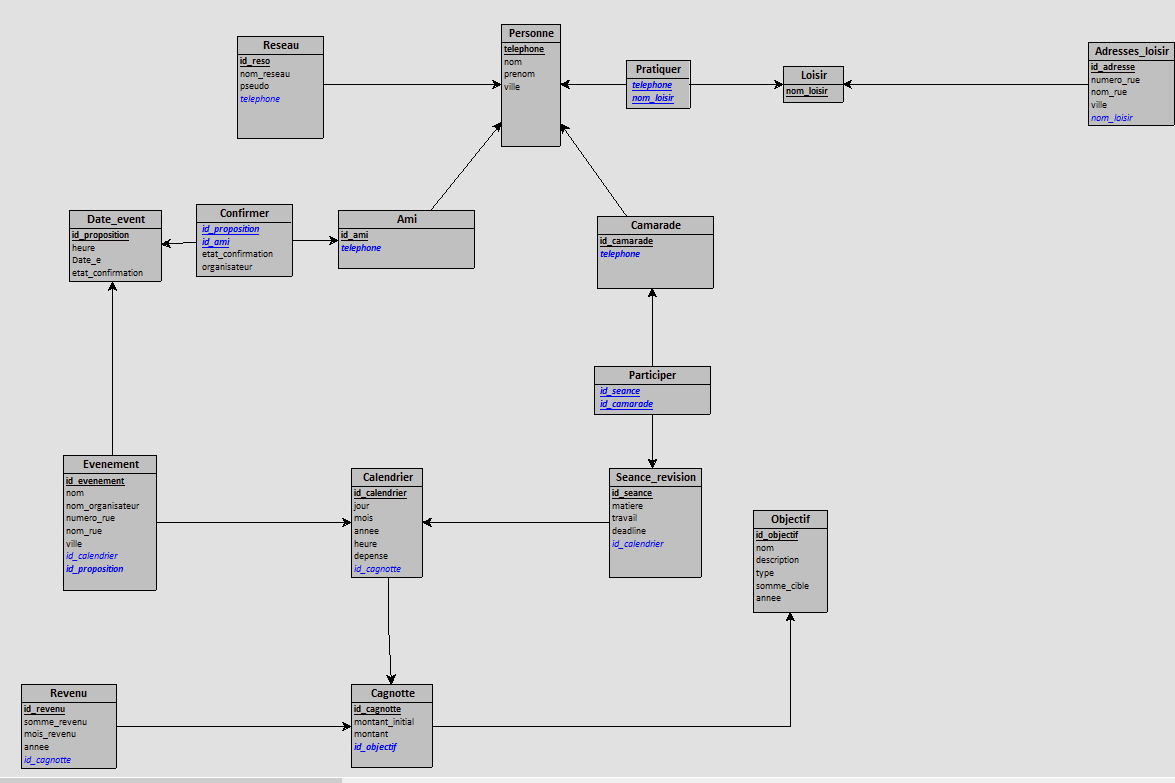 Reseau
id_reso
nom_reseau
pseudo
telephone
Personne
telephone
nom
prenom
ville
Pratiquer
telephone
nom_loisir
Loisir
nom_loisir
Adresses_loisir
id_adresse
numero_rue
nom_rue
ville
nom_loisir
Date_event
id_proposition
heure
Date_e
etat_confirmation
Confirmer
id_proposition
id_ami
etat_confirmation
organisateur
Ami
id_ami
telephone
Camarade
id_camarade
telephone
Participer
id_seance
id_camarade
Evenement
id_evenement
nom
nom_organisateur
numero_rue
nom_rue
ville
id_calendrier
id_proposition
Calendrier
id_calendrier
jour
mois
annee
heure
depense
id_cagnotte
Seance_revision
id_seance
matiere
travail
deadline
id_calendrier
Objectif
id_objectif
nom
description
type
somme_cible
annee
Revenu
id_revenu
somme_revenu
mois_revenu
annee
id_cagnotte
Cagnotte
id_cagnotte
montant_initial
montant
id_objectif